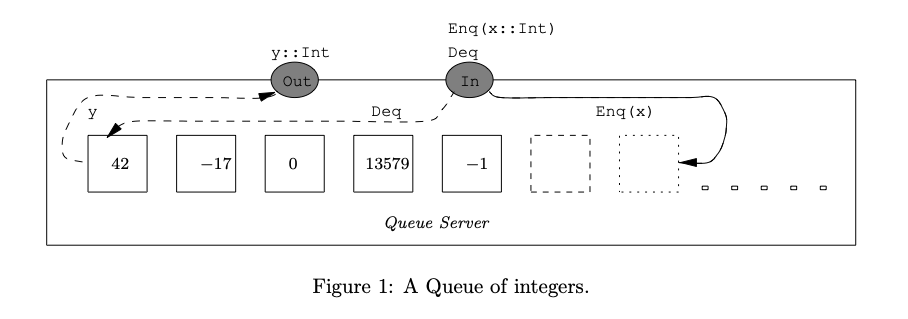 Enq(x::Int)
y::Int Deq
Out In
y Deq Enq(x)
42 −17 0 13579 −1
Queue Server
Figure 1: A Queue of integers.